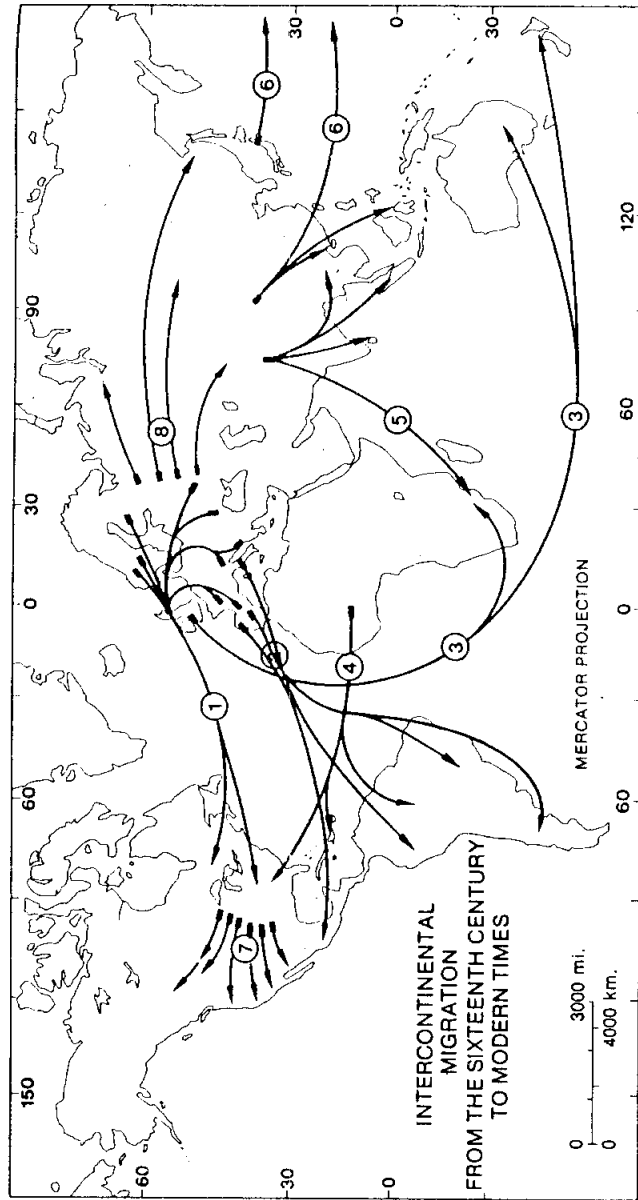 150 60 0 30 90
30
6
60
8
1
6
7
2
30
5
0
4
0
3
3
30
INTERCONTINENTAL
MIGRATION
FROM THE SIXTEENTH CENTURY
TO MODERN TIMES
MERCATOR PROJECTION
0 3000 mi.
0 4000 km.
60 0 60 120